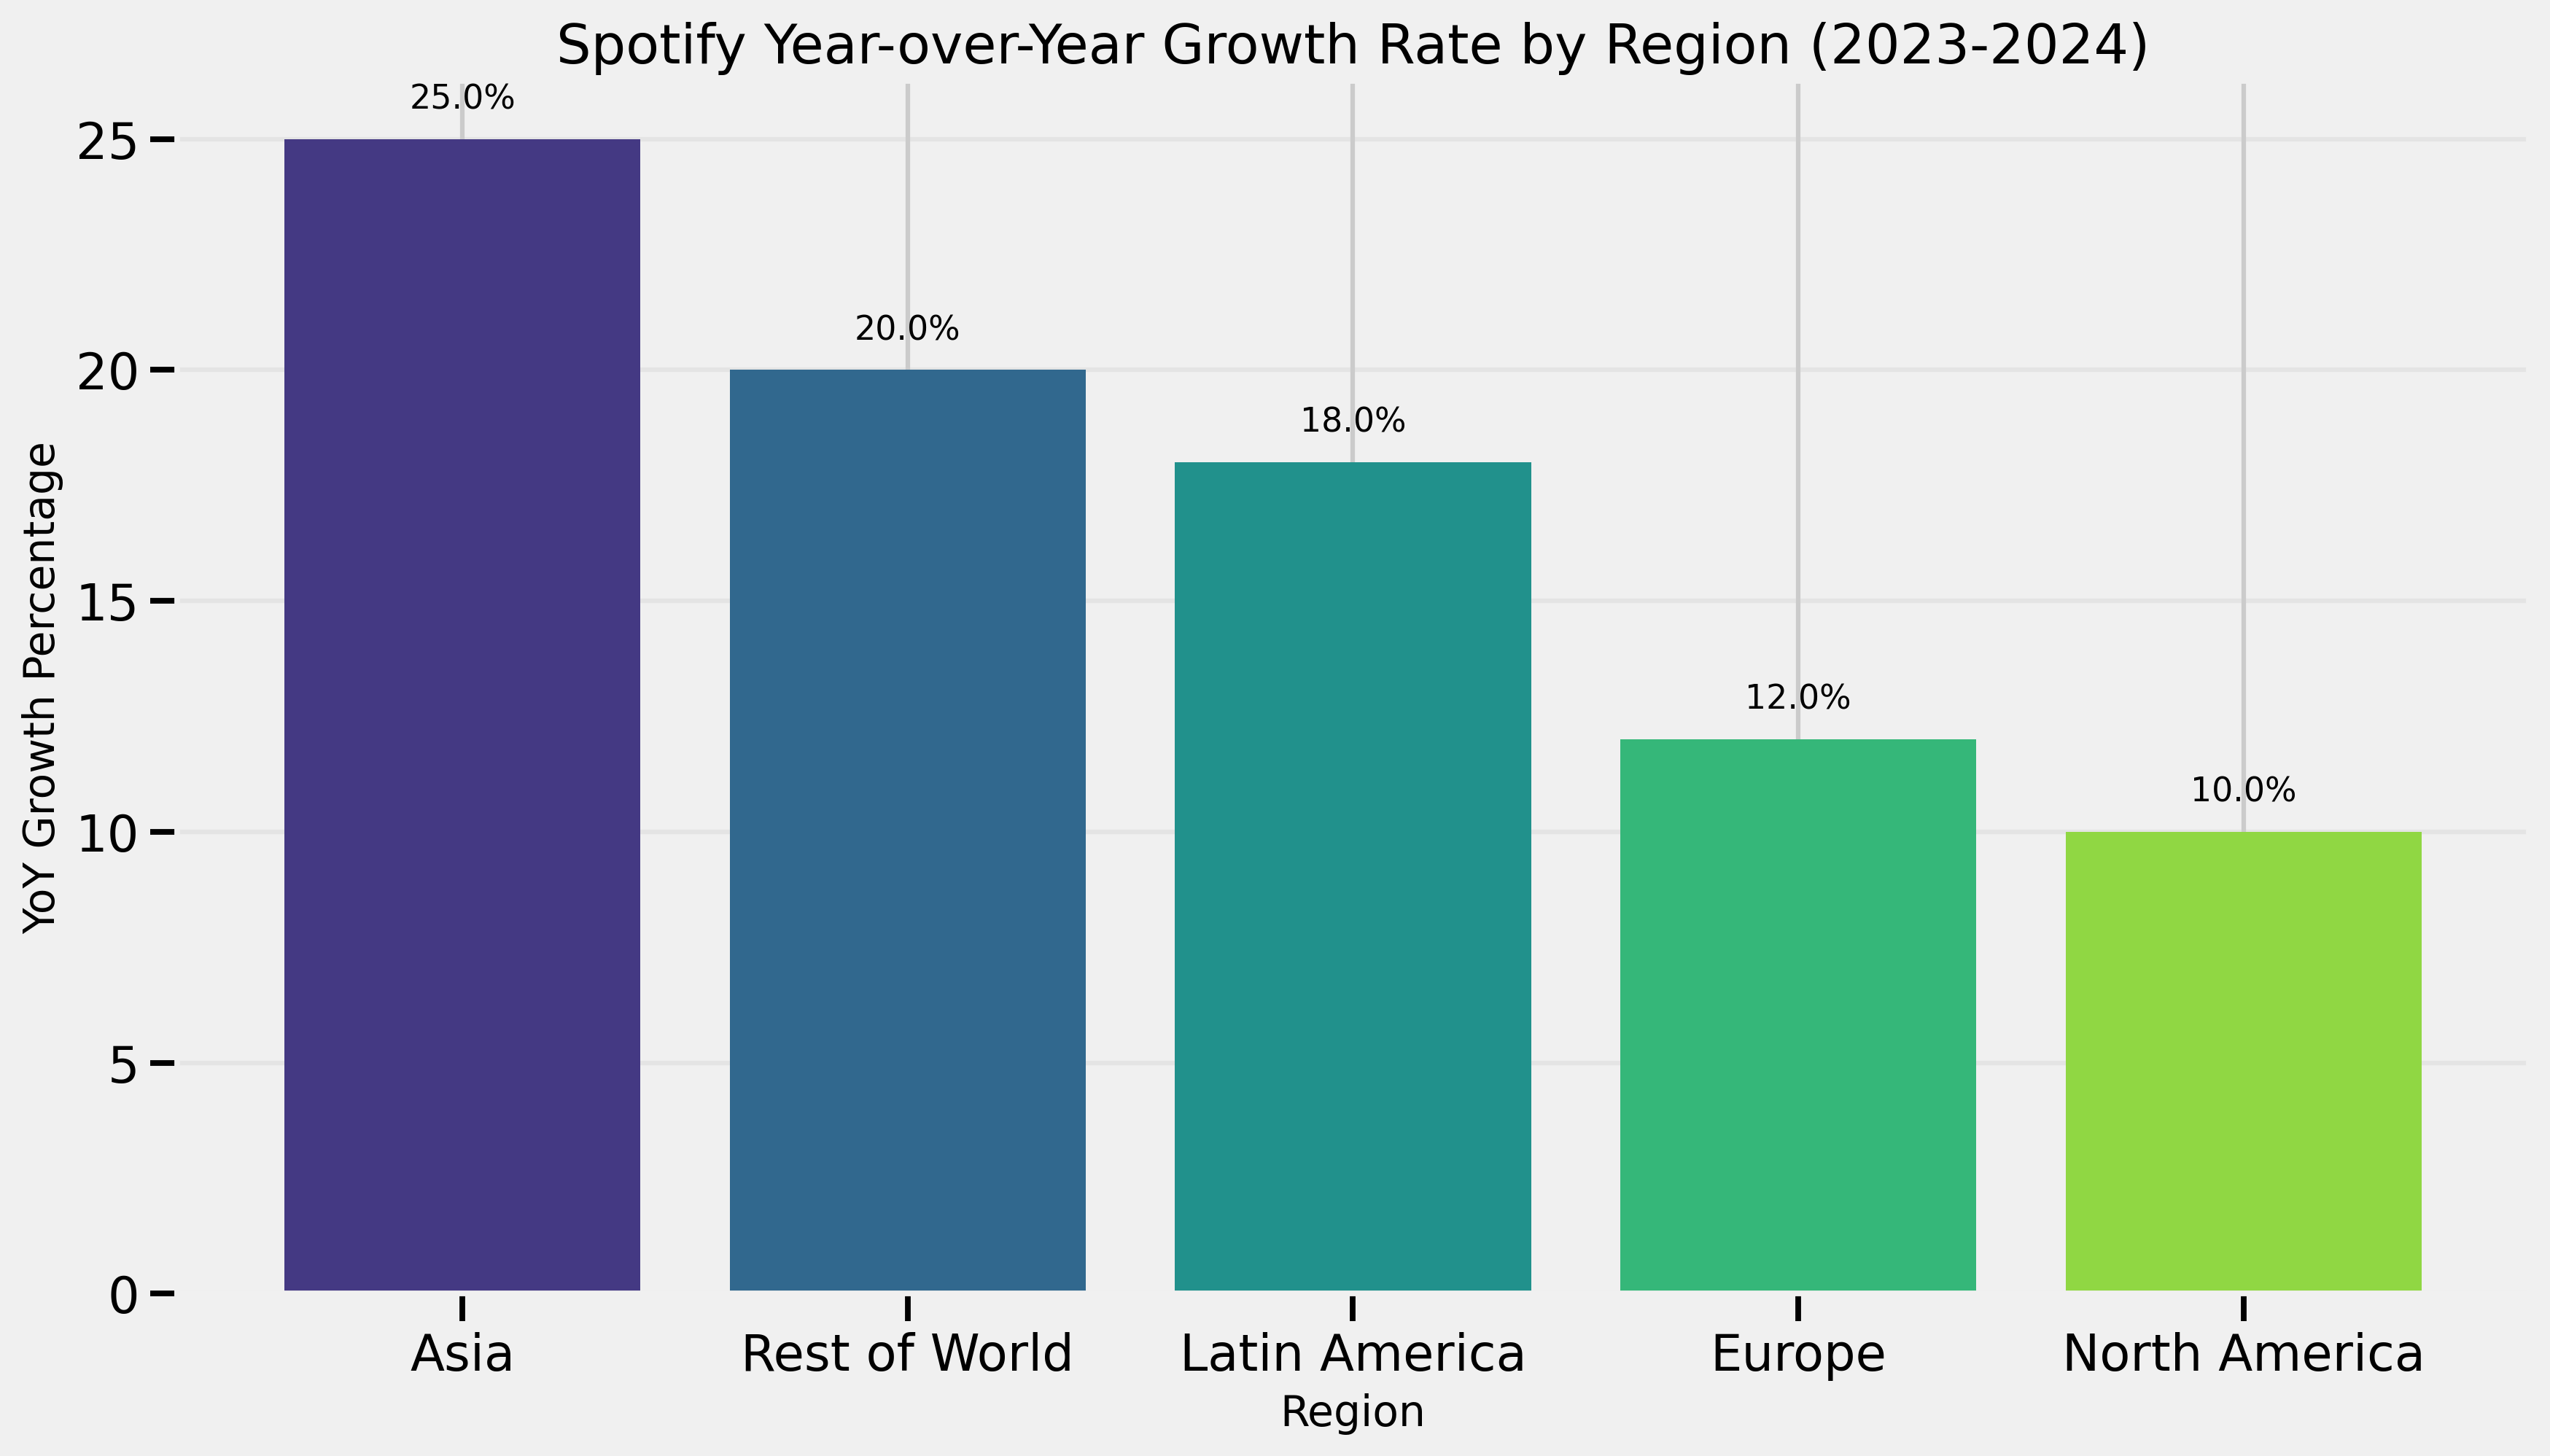 Spotify Year-over-Year Growth Rate by Region (2023-2024)
YoY Growth Percentage
25
20
15
10
5
0
25.0%
20.0%
18.0%
12.0%
10.0%
Asia
Rest of World
Latin America
Europe
North America
Region